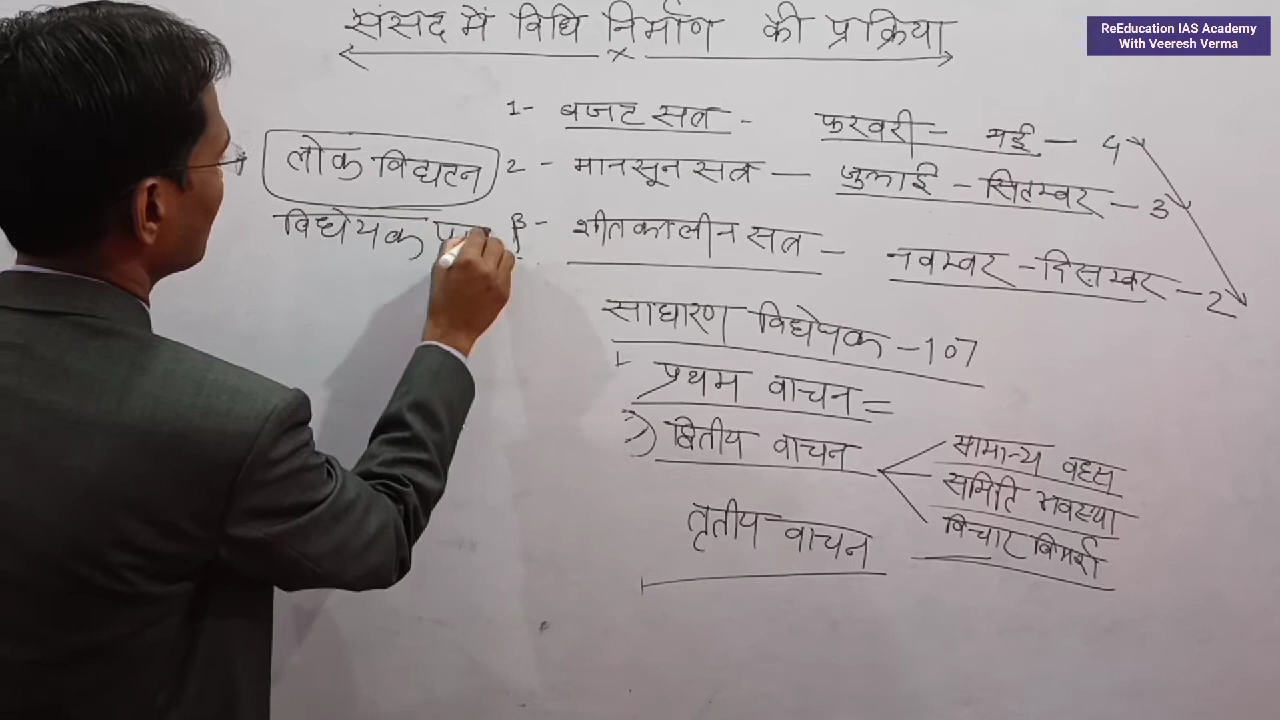 संसद में विधि निर्माण की प्रक्रिया
ReEducation IAS Academy
With Veeresh Verma
1- बजट सत्र - फरवरी - मई - 4
2 - मानसून सत्र - जुलाई - सितम्बर - 3
3 - शीतकालीन सत्र - नवम्बर - दिसम्बर - 2
लोक विघटन
विधेयक
साधारण विधेयक - 107
1 प्रथम वाचन =
2) द्वितीय वाचन
सामान्य बहस
समिति अवस्था
विचार विमर्श
तृतीय वाचन